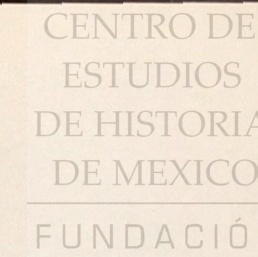 CENTRO DE
ESTUDIOS
DE HISTORIA
DE MEXICO
FUNDACIÓ